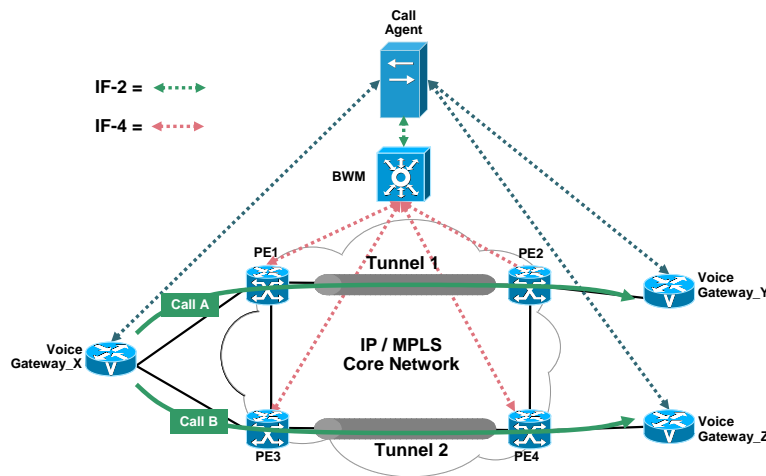 Call
Agent
IF-2 =
IF-4 =
BWM
PE1
PE2
Tunnel 1
Call A
Voice
Gateway_Y
IP / MPLS
Core Network
Voice
Gateway_X
V
V
Call B
PE3
Tunnel 2
PE4
Voice
Gateway_Z
V